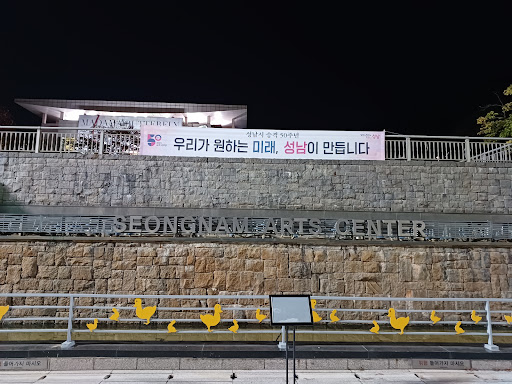 성남시 승격 50주년
50
우리가 원하는 미래, 성남이 만듭니다
SEONGNAM ARTS CENTER